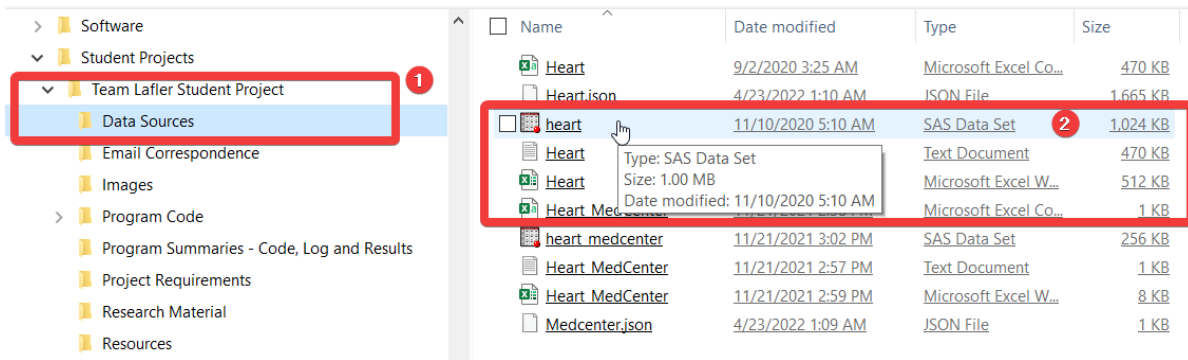 Software
Student Projects
Team Lafler Student Project
1
Data Sources
Email Correspondence
Images
Program Code
Program Summaries - Code, Log and Results
Project Requirements
Research Material
Resources
Name Date modified Type Size
Heart 9/2/2020 3:25 AM Microsoft Excel Co... 470 KB
Heart.json 4/23/2022 1:10 AM JSON File 1,665 KB
heart 11/10/2020 5:10 AM SAS Data Set 2 1,024 KB
Heart Text Document 470 KB
Heart Microsoft Excel W... 512 KB
Heart MedCenter Microsoft Excel Co... 1 KB
Type: SAS Data Set
Size: 1.00 MB
Date modified: 11/10/2020 5:10 AM
heart_medcenter 11/21/2021 3:02 PM SAS Data Set 256 KB
Heart MedCenter 11/21/2021 2:57 PM Text Document 1 KB
Heart MedCenter 11/21/2021 2:59 PM Microsoft Excel W... 8 KB
Medcenter.json 4/23/2022 1:09 AM JSON File 1 KB